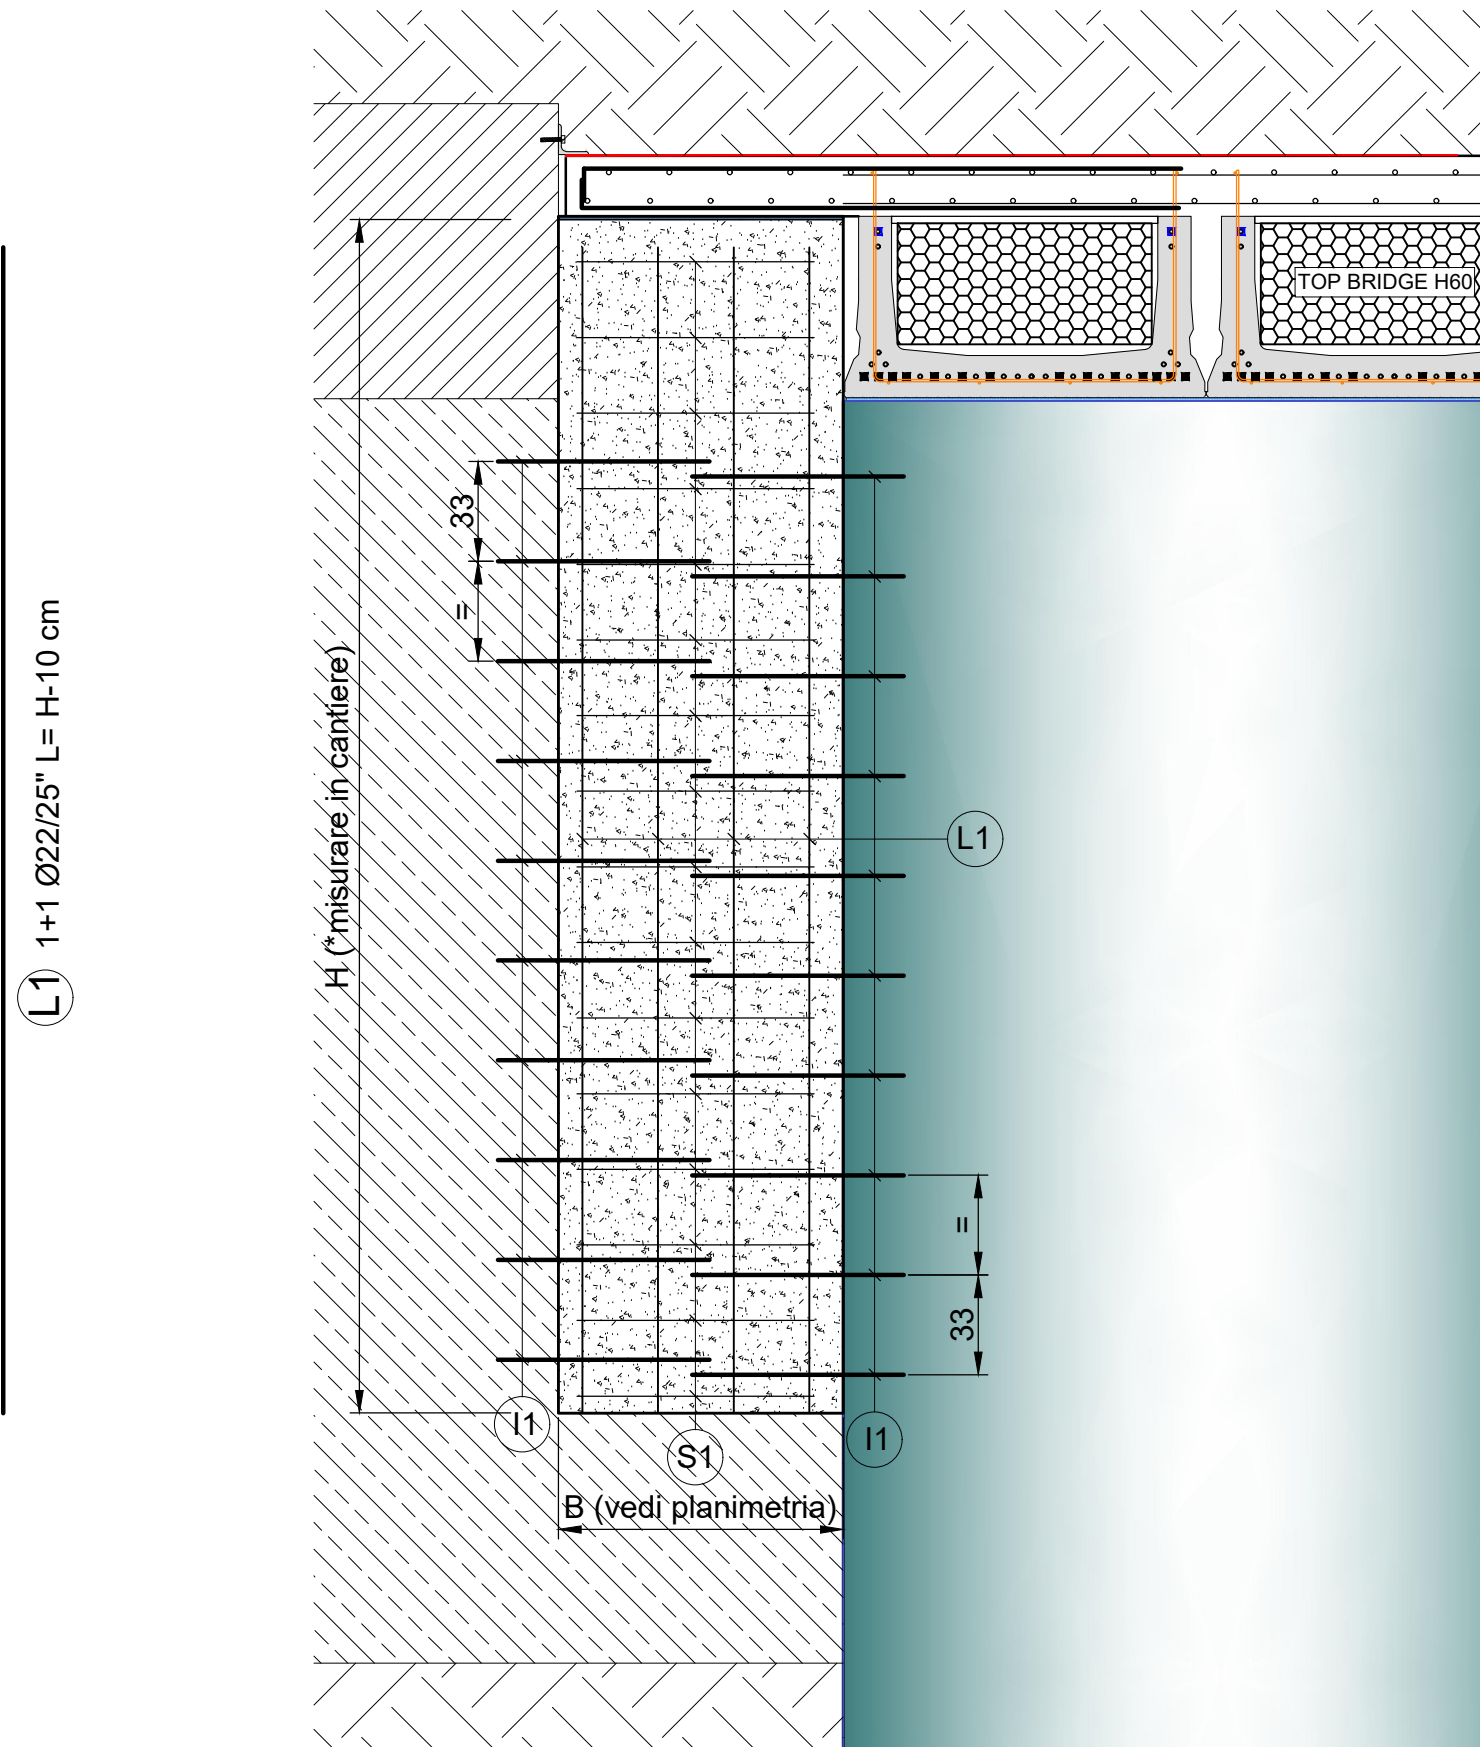 TOP BRIDGE H60
33
=
H (*misurare in cantiere)
L1 1+1 Ø22/25" L= H-10 cm
L1
=
33
I1
S1
I1
B (vedi planimetria)